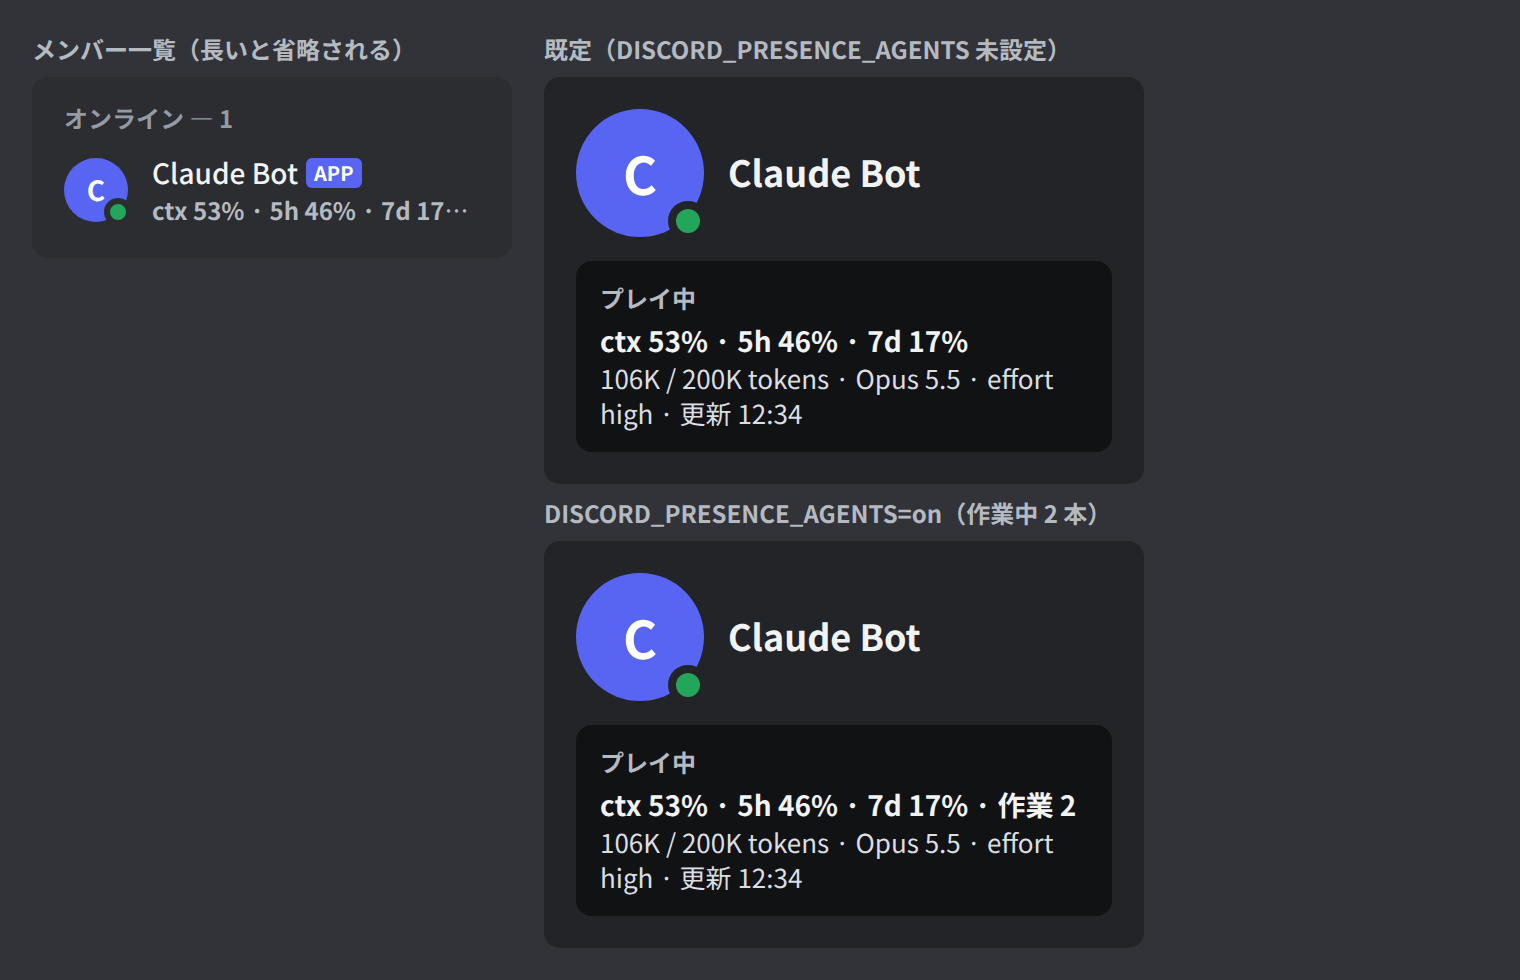 メンバー一覧（長いと省略される）
オンライン — 1
C
Claude Bot APP
ctx 53% · 5h 46% · 7d 17…
既定（DISCORD_PRESENCE_AGENTS 未設定）
C
Claude Bot
プレイ中
ctx 53% · 5h 46% · 7d 17%
106K / 200K tokens · Opus 5.5 · effort
high · 更新 12:34
DISCORD_PRESENCE_AGENTS=on（作業中 2 本）
C
Claude Bot
プレイ中
ctx 53% · 5h 46% · 7d 17% · 作業 2
106K / 200K tokens · Opus 5.5 · effort
high · 更新 12:34